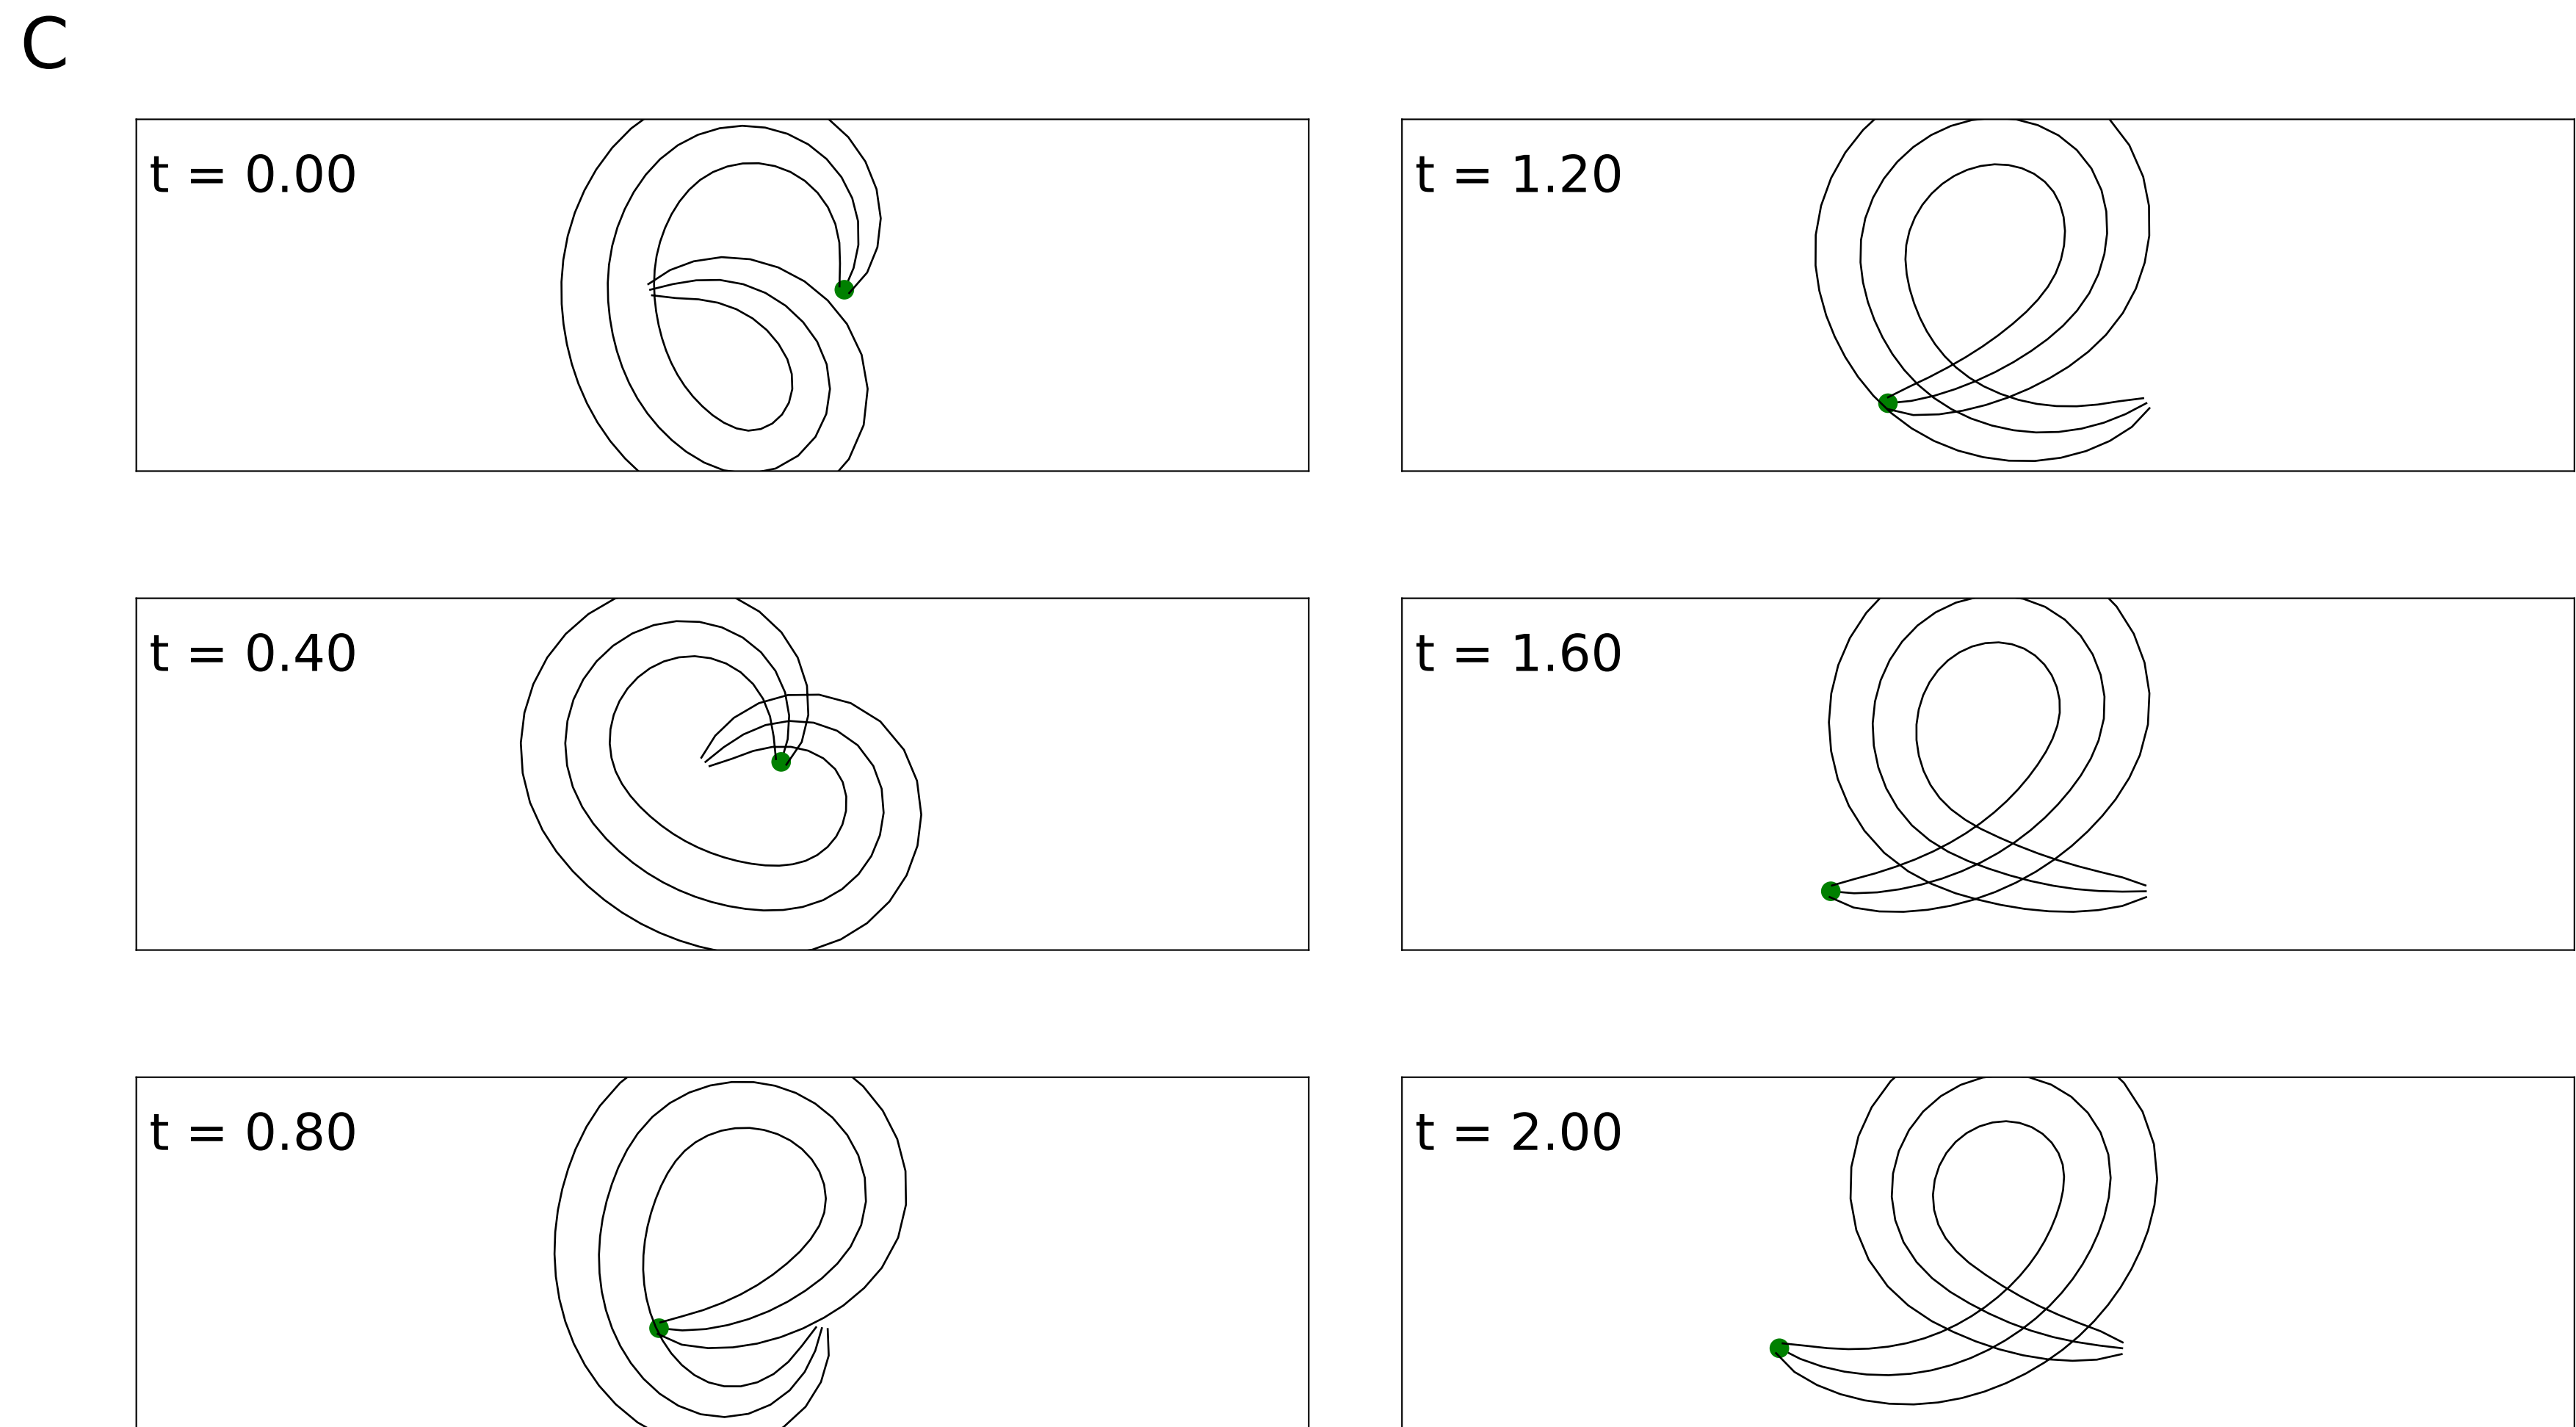 C
t = 0.00
t = 1.20
t = 0.40
t = 1.60
t = 0.80
t = 2.00